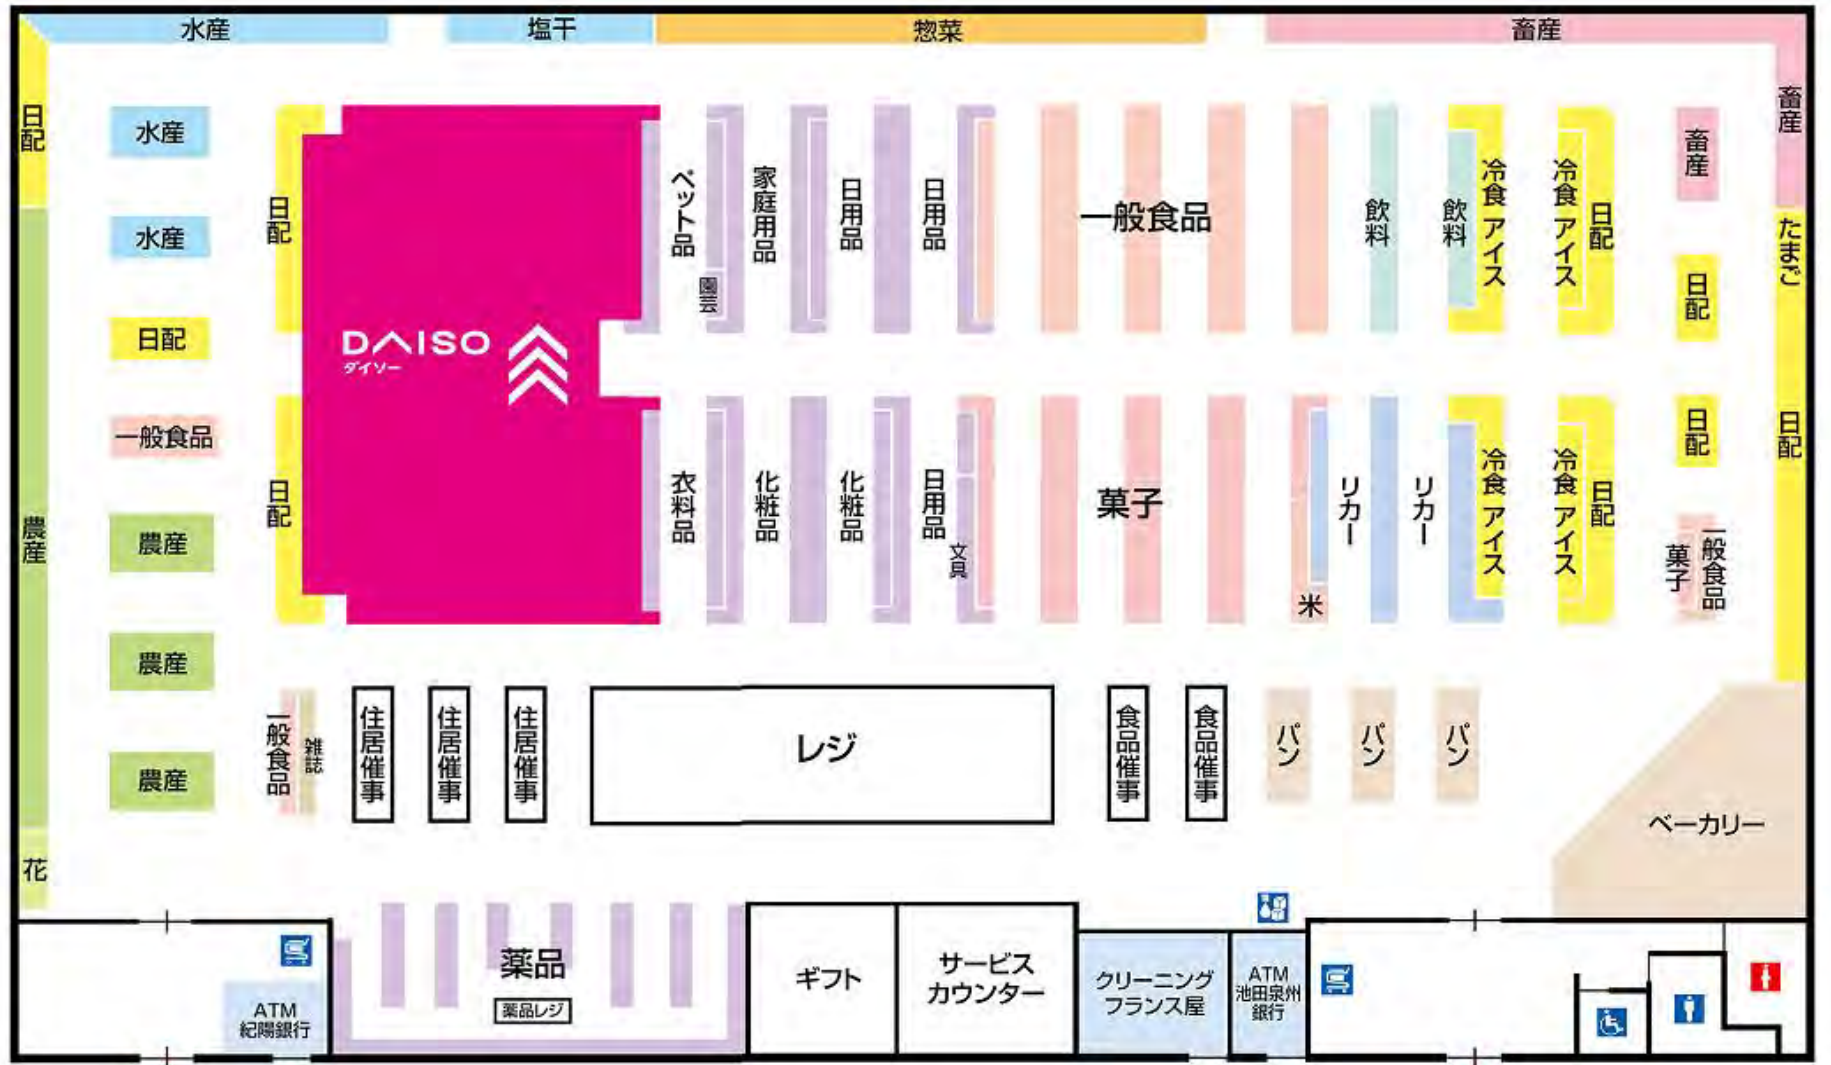 水産
塩干
惣菜
畜産
日配
水産
水産
日配
一般食品
農産
農産
農産
農産
花
日配
日配
DAISO
ダイソー
ペット品
園芸
家庭用品
日用品
日用品
一般食品
飲料
飲料
冷食 アイス
冷食 アイス
日配
畜産
畜産
たまご
日配
日配
日配
衣料品
化粧品
化粧品
日用品
文具
菓子
米
リカー
リカー
冷食 アイス
冷食 アイス
日配
菓子
一般食品
一般食品
雑誌
住居催事
住居催事
住居催事
レジ
食品催事
食品催事
パン
パン
パン
ベーカリー
ATM
紀陽銀行
薬品
薬品レジ
ギフト
サービス
カウンター
クリーニング
フランス屋
ATM
池田泉州
銀行